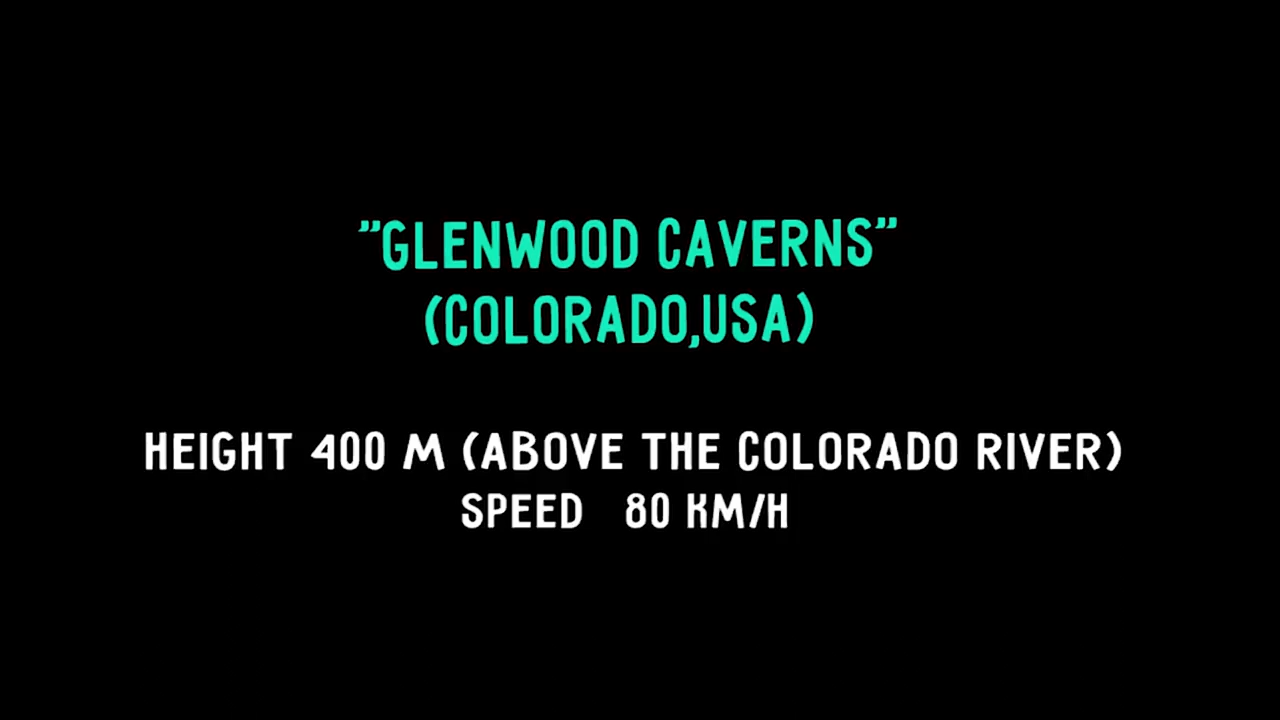 "GLENWOOD CAVERNS"
(COLORADO,USA)
HEIGHT 400 M (ABOVE THE COLORADO RIVER)
SPEED 80 KM/H